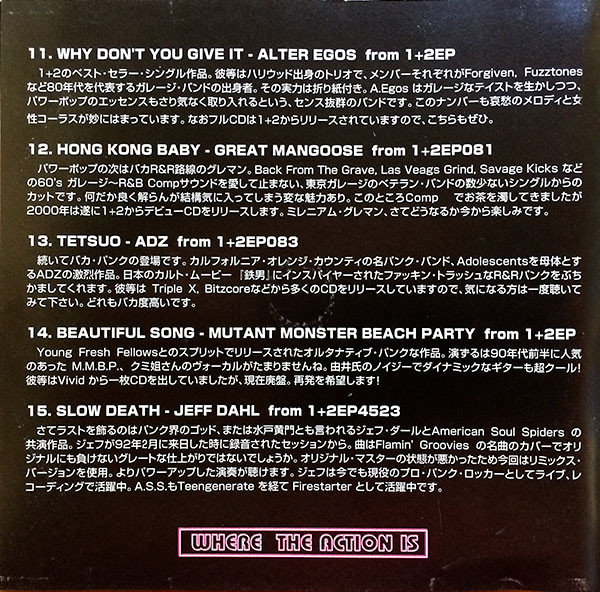 11. WHY DON'T YOU GIVE IT - ALTER EGOS from 1+2EP
1+2のベスト・セラー・シングル作品。彼等はハリウッド出身のトリオで、メンバーそれぞれがForgiven, Fuzztones
など80年代を代表するガレージ・バンドの出身者。その実力は折り紙付き。A.Egos はガレージなテイストを生かしつつ、
パワーポップのエッセンスもさり気なく取り入れるという、センス抜群のバンドです。このナンバーも哀愁のメロディと女
性コーラスが妙にはまっています。なおフルCDは1+2からリリースされていますので、こちらもぜひ。
12. HONG KONG BABY - GREAT MANGOOSE from 1+2EP081
パワーポップの次はバカR&R路線のグレマン。Back From The Grave, Las Veags Grind, Savage Kicks など
の60's ガレージ〜R&B Compサウンドを愛して止まない、東京ガレージのベテラン・バンドの数少ないシングルからの
カットです。何だか良く解らんが結構気に入ってしまう変な魅力あり。このところComp でお茶を濁してきましたが
2000年は遂に1+2からデビューCDをリリースします。ミレニアム・グレマン、さてどうなるか今から楽しみです。
13. TETSUO - ADZ from 1+2EP083
続いてバカ・パンクの登場です。カルフォルニア・オレンジ・カウンティの名パンク・バンド、Adolescentsを母体とす
るADZの激烈作品。日本のカルト・ムービー『鉄男』にインスパイヤーされたファッキン・トラッシュなR&Rパンクをぶち
かましてくれます。彼等は Triple X, Bitzcoreなどから多くのCDをリリースしていますので、気になる方は一度聴いて
みて下さい。どれもバカ度高いです。
14. BEAUTIFUL SONG - MUTANT MONSTER BEACH PARTY from 1+2EP
Young Fresh Fellowsとのスプリットでリリースされたオルタナティブ・パンクな作品。演ずるは90年代前半に人気
のあった M.M.B.P.、クミ姐さんのヴォーカルがたまりませんね。由井氏のノイジーでダイナミックなギターも超クール!
彼等はVivid から一枚CDを出していましたが、現在廃盤。再発を希望します!
15. SLOW DEATH - JEFF DAHL from 1+2EP4523
さてラストを飾るのはパンク界のゴッド、または水戸黄門とも言われるジェフ・ダールとAmerican Soul Spiders の
共演作品。ジェフが92年2月に来日した時に録音されたセッションから。曲はFlamin' Groovies の名曲のカバーでオリ
ジナルにも負けないグレートな仕上がりではないでしょうか。オリジナル・マスターの状態が悪かったため今回はリミックス・
バージョンを使用。よりパワーアップした演奏が聴けます。ジェフは今でも現役のプロ・パンク・ロッカーとしてライブ、レ
コーディングで活躍中。A.S.S.もTeengenerate を経て Firestarter として活躍中です。
WHERE THE ACTION IS